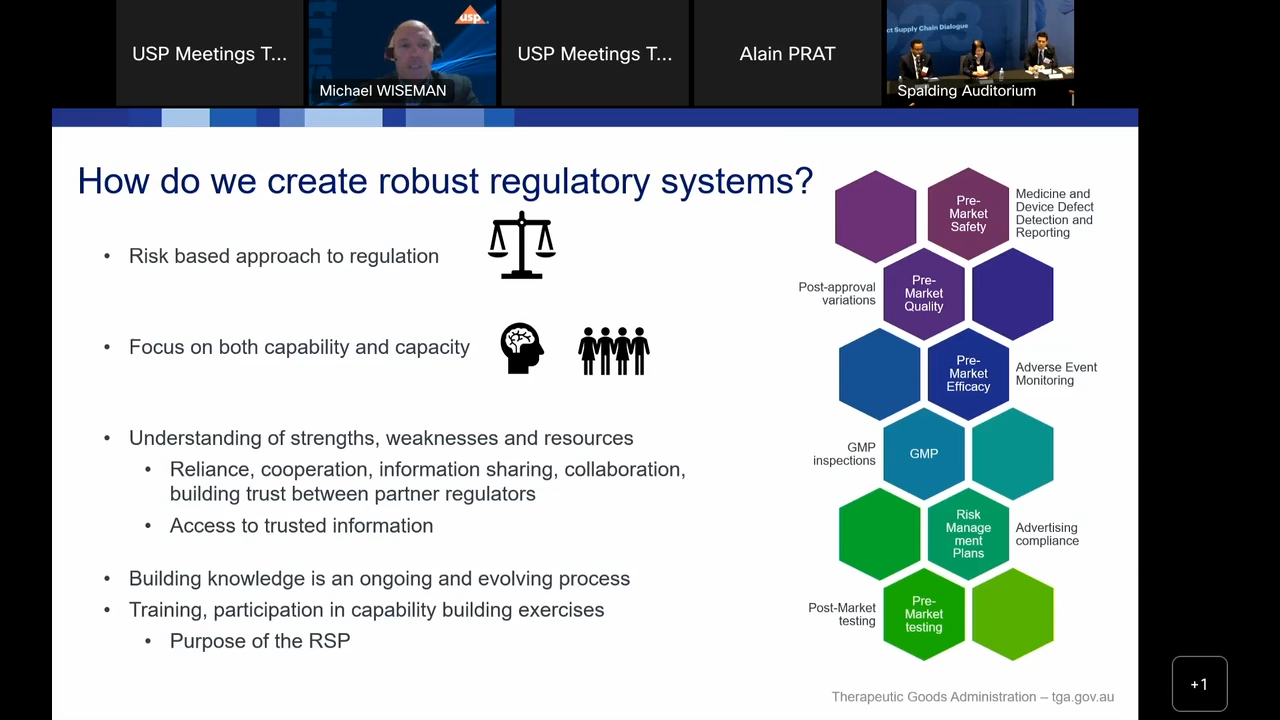 USP Meetings T...
usp
Michael WISEMAN
USP Meetings T...
Alain PRAT
ct Supply Chain Dialogue
Spalding Auditorium
How do we create robust regulatory systems?
• Risk based approach to regulation
• Focus on both capability and capacity
• Understanding of strengths, weaknesses and resources
• Reliance, cooperation, information sharing, collaboration,
building trust between partner regulators
• Access to trusted information
• Building knowledge is an ongoing and evolving process
• Training, participation in capability building exercises
• Purpose of the RSP
Pre-
Market
Safety
Medicine and
Device Defect
Detection and
Reporting
Post-approval
variations
Pre-
Market
Quality
Pre-
Market
Efficacy
Adverse Event
Monitoring
GMP
inspections
GMP
Risk
Manage
ment
Plans
Advertising
compliance
Post-Market
testing
Pre-
Market
testing
Therapeutic Goods Administration – tga.gov.au
+1